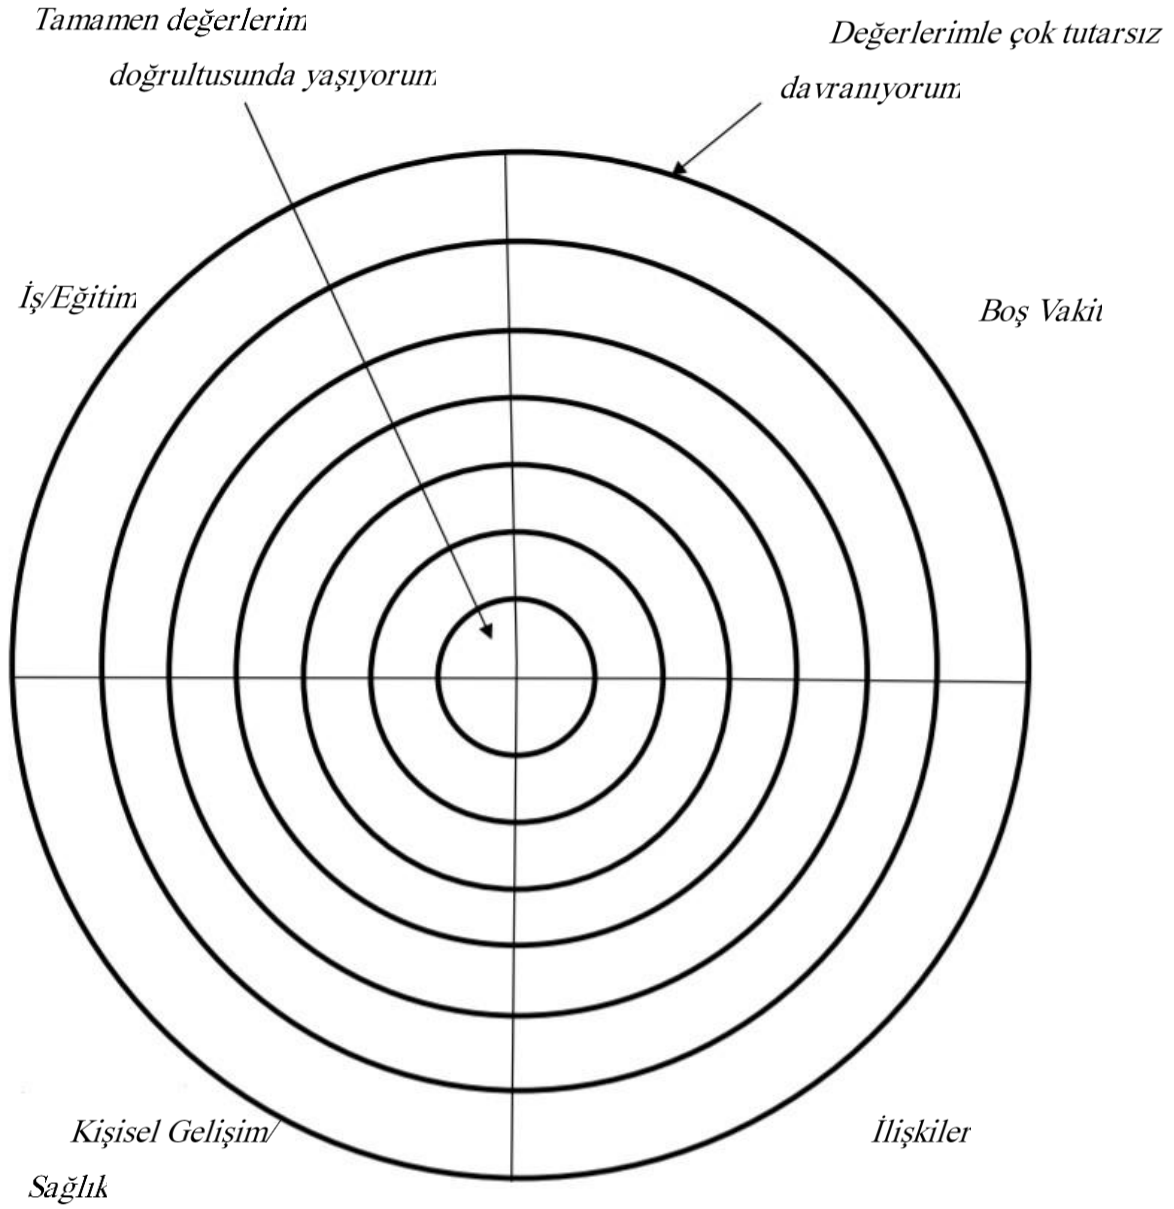 Tamamen değerlerim
doğrultusunda yaşıyorum
Değerlerimle çok tutarsız
davranıyorum
İş/Eğitim
Boş Vakit
Kişisel Gelişim/
Sağlık
İlişkiler